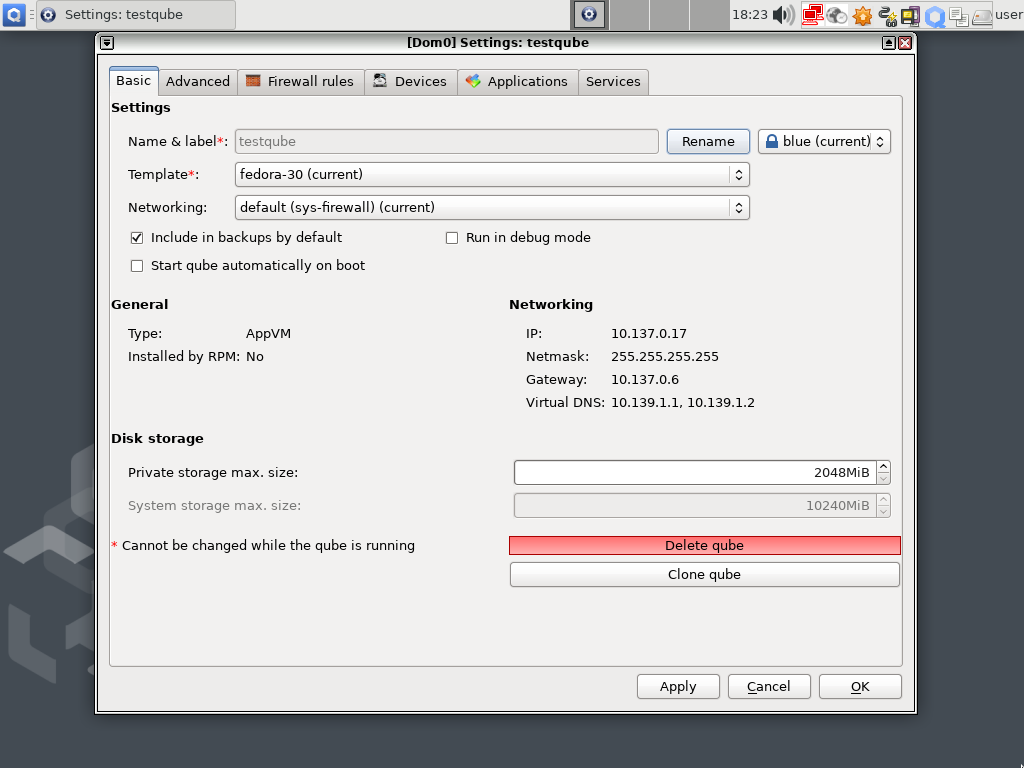 Settings: testqube
18:23
user
[Dom0] Settings: testqube
Basic Advanced Firewall rules Devices Applications Services
Settings
Name & label*: testqube Rename blue (current)
Template*: fedora-30 (current)
Networking: default (sys-firewall) (current)
Include in backups by default Run in debug mode
Start qube automatically on boot
General Networking
Type: AppVM IP: 10.137.0.17
Installed by RPM: No Netmask: 255.255.255.255
Gateway: 10.137.0.6
Virtual DNS: 10.139.1.1, 10.139.1.2
Disk storage
Private storage max. size: 2048MiB
System storage max. size: 10240MiB
* Cannot be changed while the qube is running Delete qube
Clone qube
Apply Cancel OK